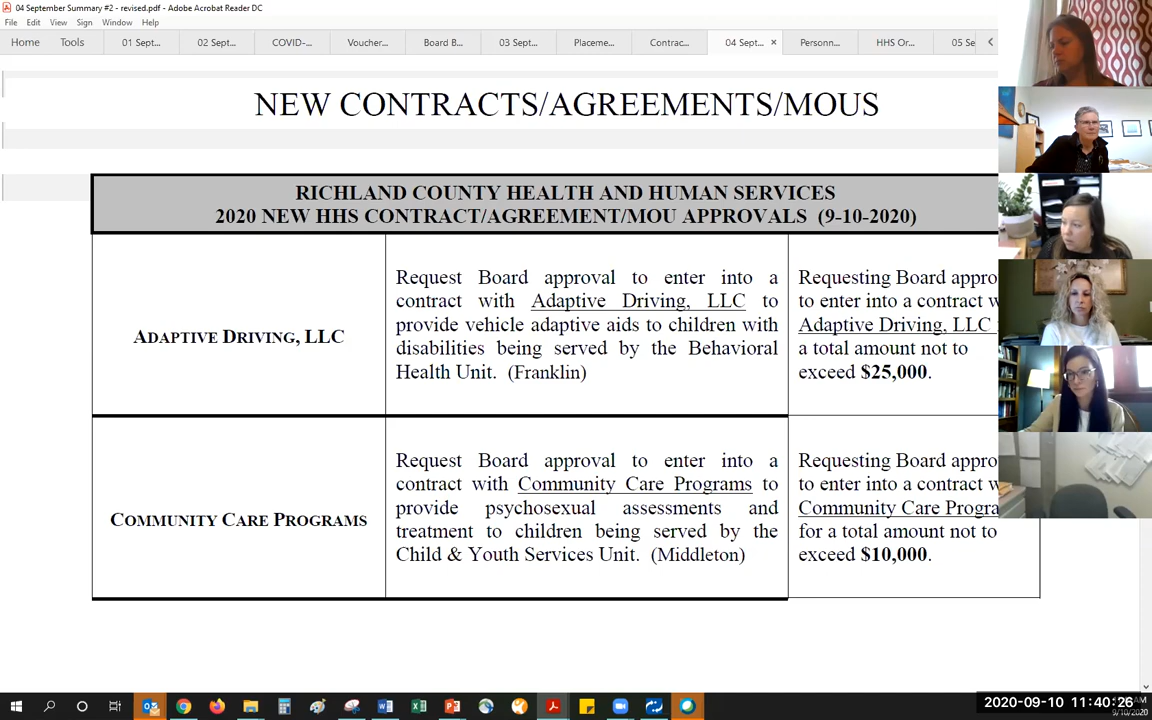 04 September Summary #2 - revised.pdf - Adobe Acrobat Reader DC
File Edit View Sign Window Help
Home Tools 01 Sept... 02 Sept... COVID-... Voucher... Board B... 03 Sept... Placeme... Contrac... 04 Sept... × Personn... HHS Or... 05 Se
NEW CONTRACTS/AGREEMENTS/MOUS
RICHLAND COUNTY HEALTH AND HUMAN SERVICES
2020 NEW HHS CONTRACT/AGREEMENT/MOU APPROVALS (9-10-2020)
ADAPTIVE DRIVING, LLC
Request Board approval to enter into a
contract with Adaptive Driving, LLC to
provide vehicle adaptive aids to children with
disabilities being served by the Behavioral
Health Unit. (Franklin)
Requesting Board appro
to enter into a contract w
Adaptive Driving, LLC
a total amount not to
exceed $25,000.
COMMUNITY CARE PROGRAMS
Request Board approval to enter into a
contract with Community Care Programs to
provide psychosexual assessments and
treatment to children being served by the
Child & Youth Services Unit. (Middleton)
Requesting Board appro
to enter into a contract w
Community Care Progra
for a total amount not to
exceed $10,000.
2020-09-10 11:40:26 AM
9/10/2020